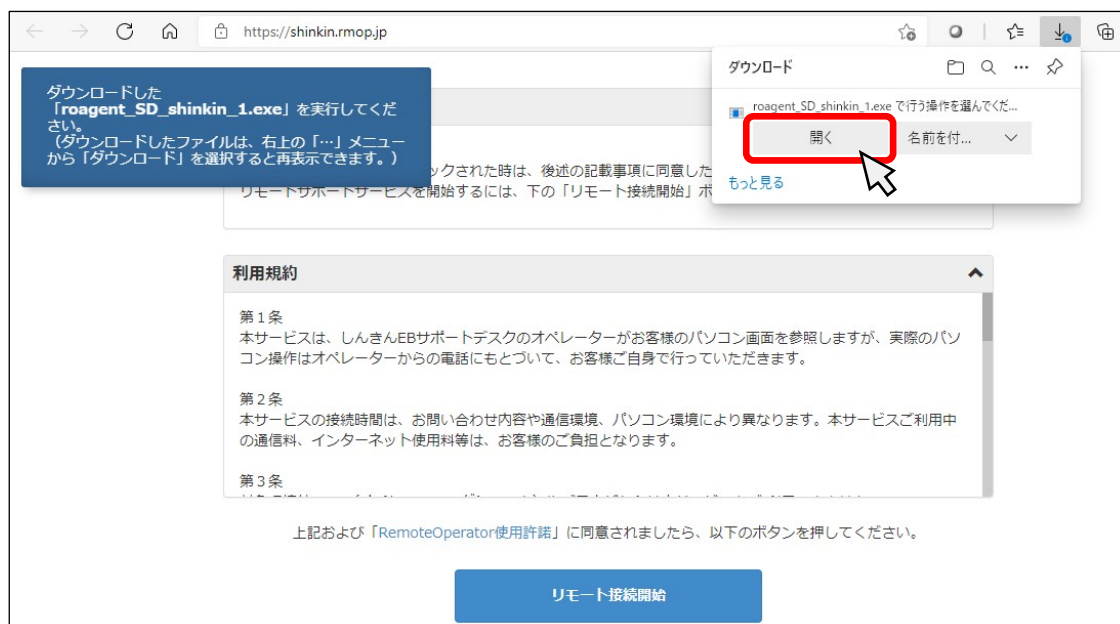 https://shinkin.rmop.jp
ダウンロードした
「roagent_SD_shinkin_1.exe」を実行してくだ
さい。
（ダウンロードしたファイルは、右上の「…」メニュー
から「ダウンロード」を選択すると再表示できます。）
ダウンロード
roagent_SD_shinkin_1.exe で行う操作を選んでくだ...
開く
名前を付...
もっと見る
ックされた時は、後述の記載事項に同意した
リモートサポートサービスを開始するには、下の「リモート接続開始」ボ
利用規約
第1条
本サービスは、しんきんEBサポートデスクのオペレーターがお客様のパソコン画面を参照しますが、実際のパソ
コン操作はオペレーターからの電話にもとづいて、お客様ご自身で行っていただきます。
第2条
本サービスの接続時間は、お問い合わせ内容や通信環境、パソコン環境により異なります。本サービスご利用中
の通信料、インターネット使用料等は、お客様のご負担となります。
第3条
上記および「RemoteOperator使用許諾」に同意されましたら、以下のボタンを押してください。
リモート接続開始